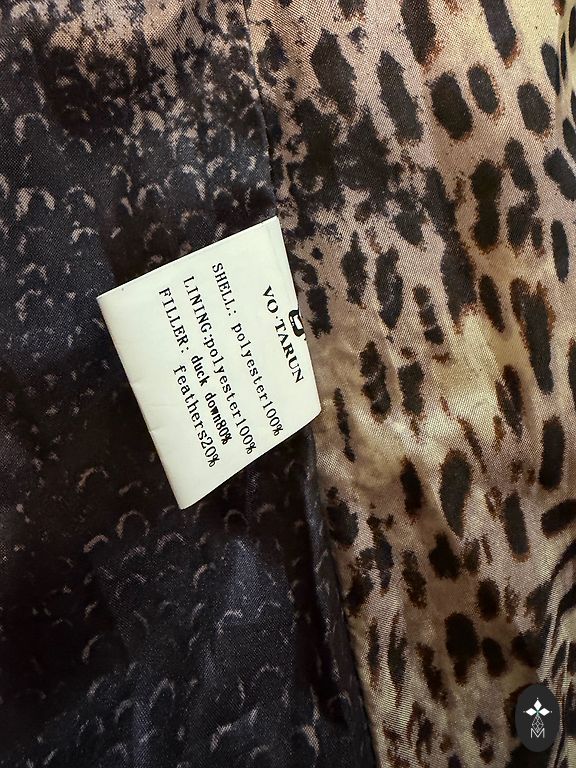 VO·TARUN
SHELL: polyester100%
LINING:polyester100%
FILLER: duck down80%
feathers20%
M